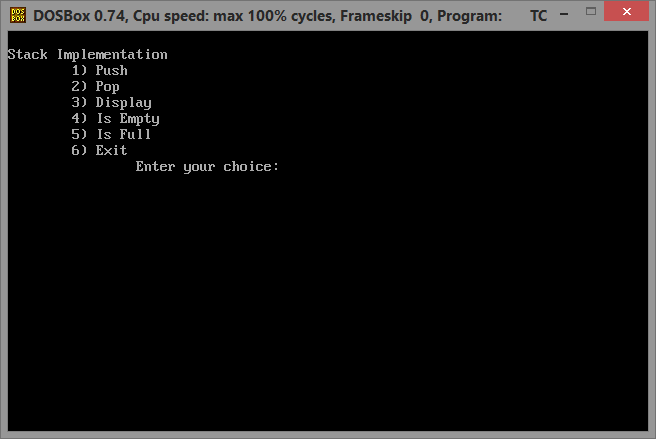 DOS BOX DOSBox 0.74, Cpu speed: max 100% cycles, Frameskip 0, Program: TC
Stack Implementation
1) Push
2) Pop
3) Display
4) Is Empty
5) Is Full
6) Exit
Enter your choice: